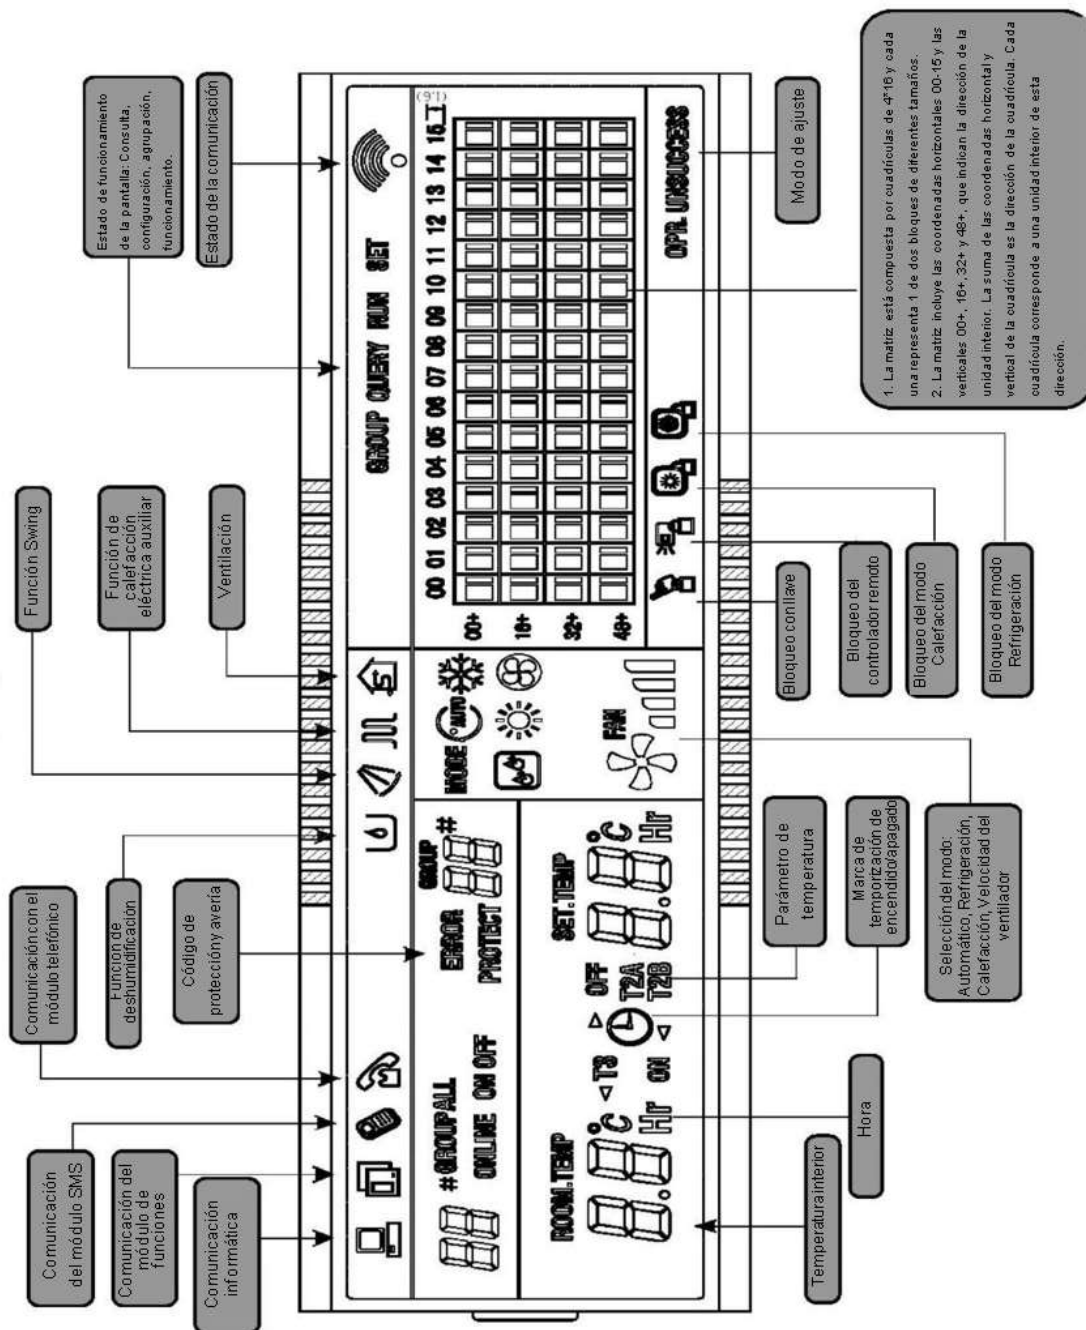 Comunicación
del módulo SMS
Comunicación del
módulo de
funciones
Comunicación
informática
Comunicación con el
módulo telefónico
Función de
deshumidificación
Código de
protección y avería
Función Swing
Función de
calefacción
eléctrica auxiliar
Ventilación
Estado de funcionamiento
de la pantalla: Consulta,
configuración, agrupación,
funcionamiento.
Estado de la comunicación
# GROUP ALL
ONLINE ON OFF
ERROR
PROTECT
GROUP
#
MODE
AUTO
FAN
ROOM.TEMP
°C
Hr
T3
ON
OFF
T2A
T2B
SET.TEMP
°C
Hr
GROUP QUERY RUN SET
00 01 02 03 04 05 06 07 08 09 10 11 12 13 14 15
(1.6)
00+
16+
32+
48+
OPR. UNSUCCESS
Temperatura interior
Hora
Parámetro de
temperatura
Marca de
temporización de
encendido/apagado
Selección del modo:
Automático, Refrigeración,
Calefacción, Velocidad del
ventilador
Bloqueo con llave
Bloqueo del
controlador remoto
Bloqueo del modo
Calefacción
Bloqueo del modo
Refrigeración
Modo de ajuste
1. La matriz está compuesta por cuadrículas de 4*16 y cada
una representa 1 de dos bloques de diferentes tamaños.
2. La matriz incluye las coordenadas horizontales 00-15 y las
verticales 00+, 16+, 32+ y 48+, que indican la dirección de la
unidad interior. La suma de las coordenadas horizontal y
vertical de la cuadrícula es la dirección de la cuadrícula. Cada
cuadrícula corresponde a una unidad interior de esta
dirección.